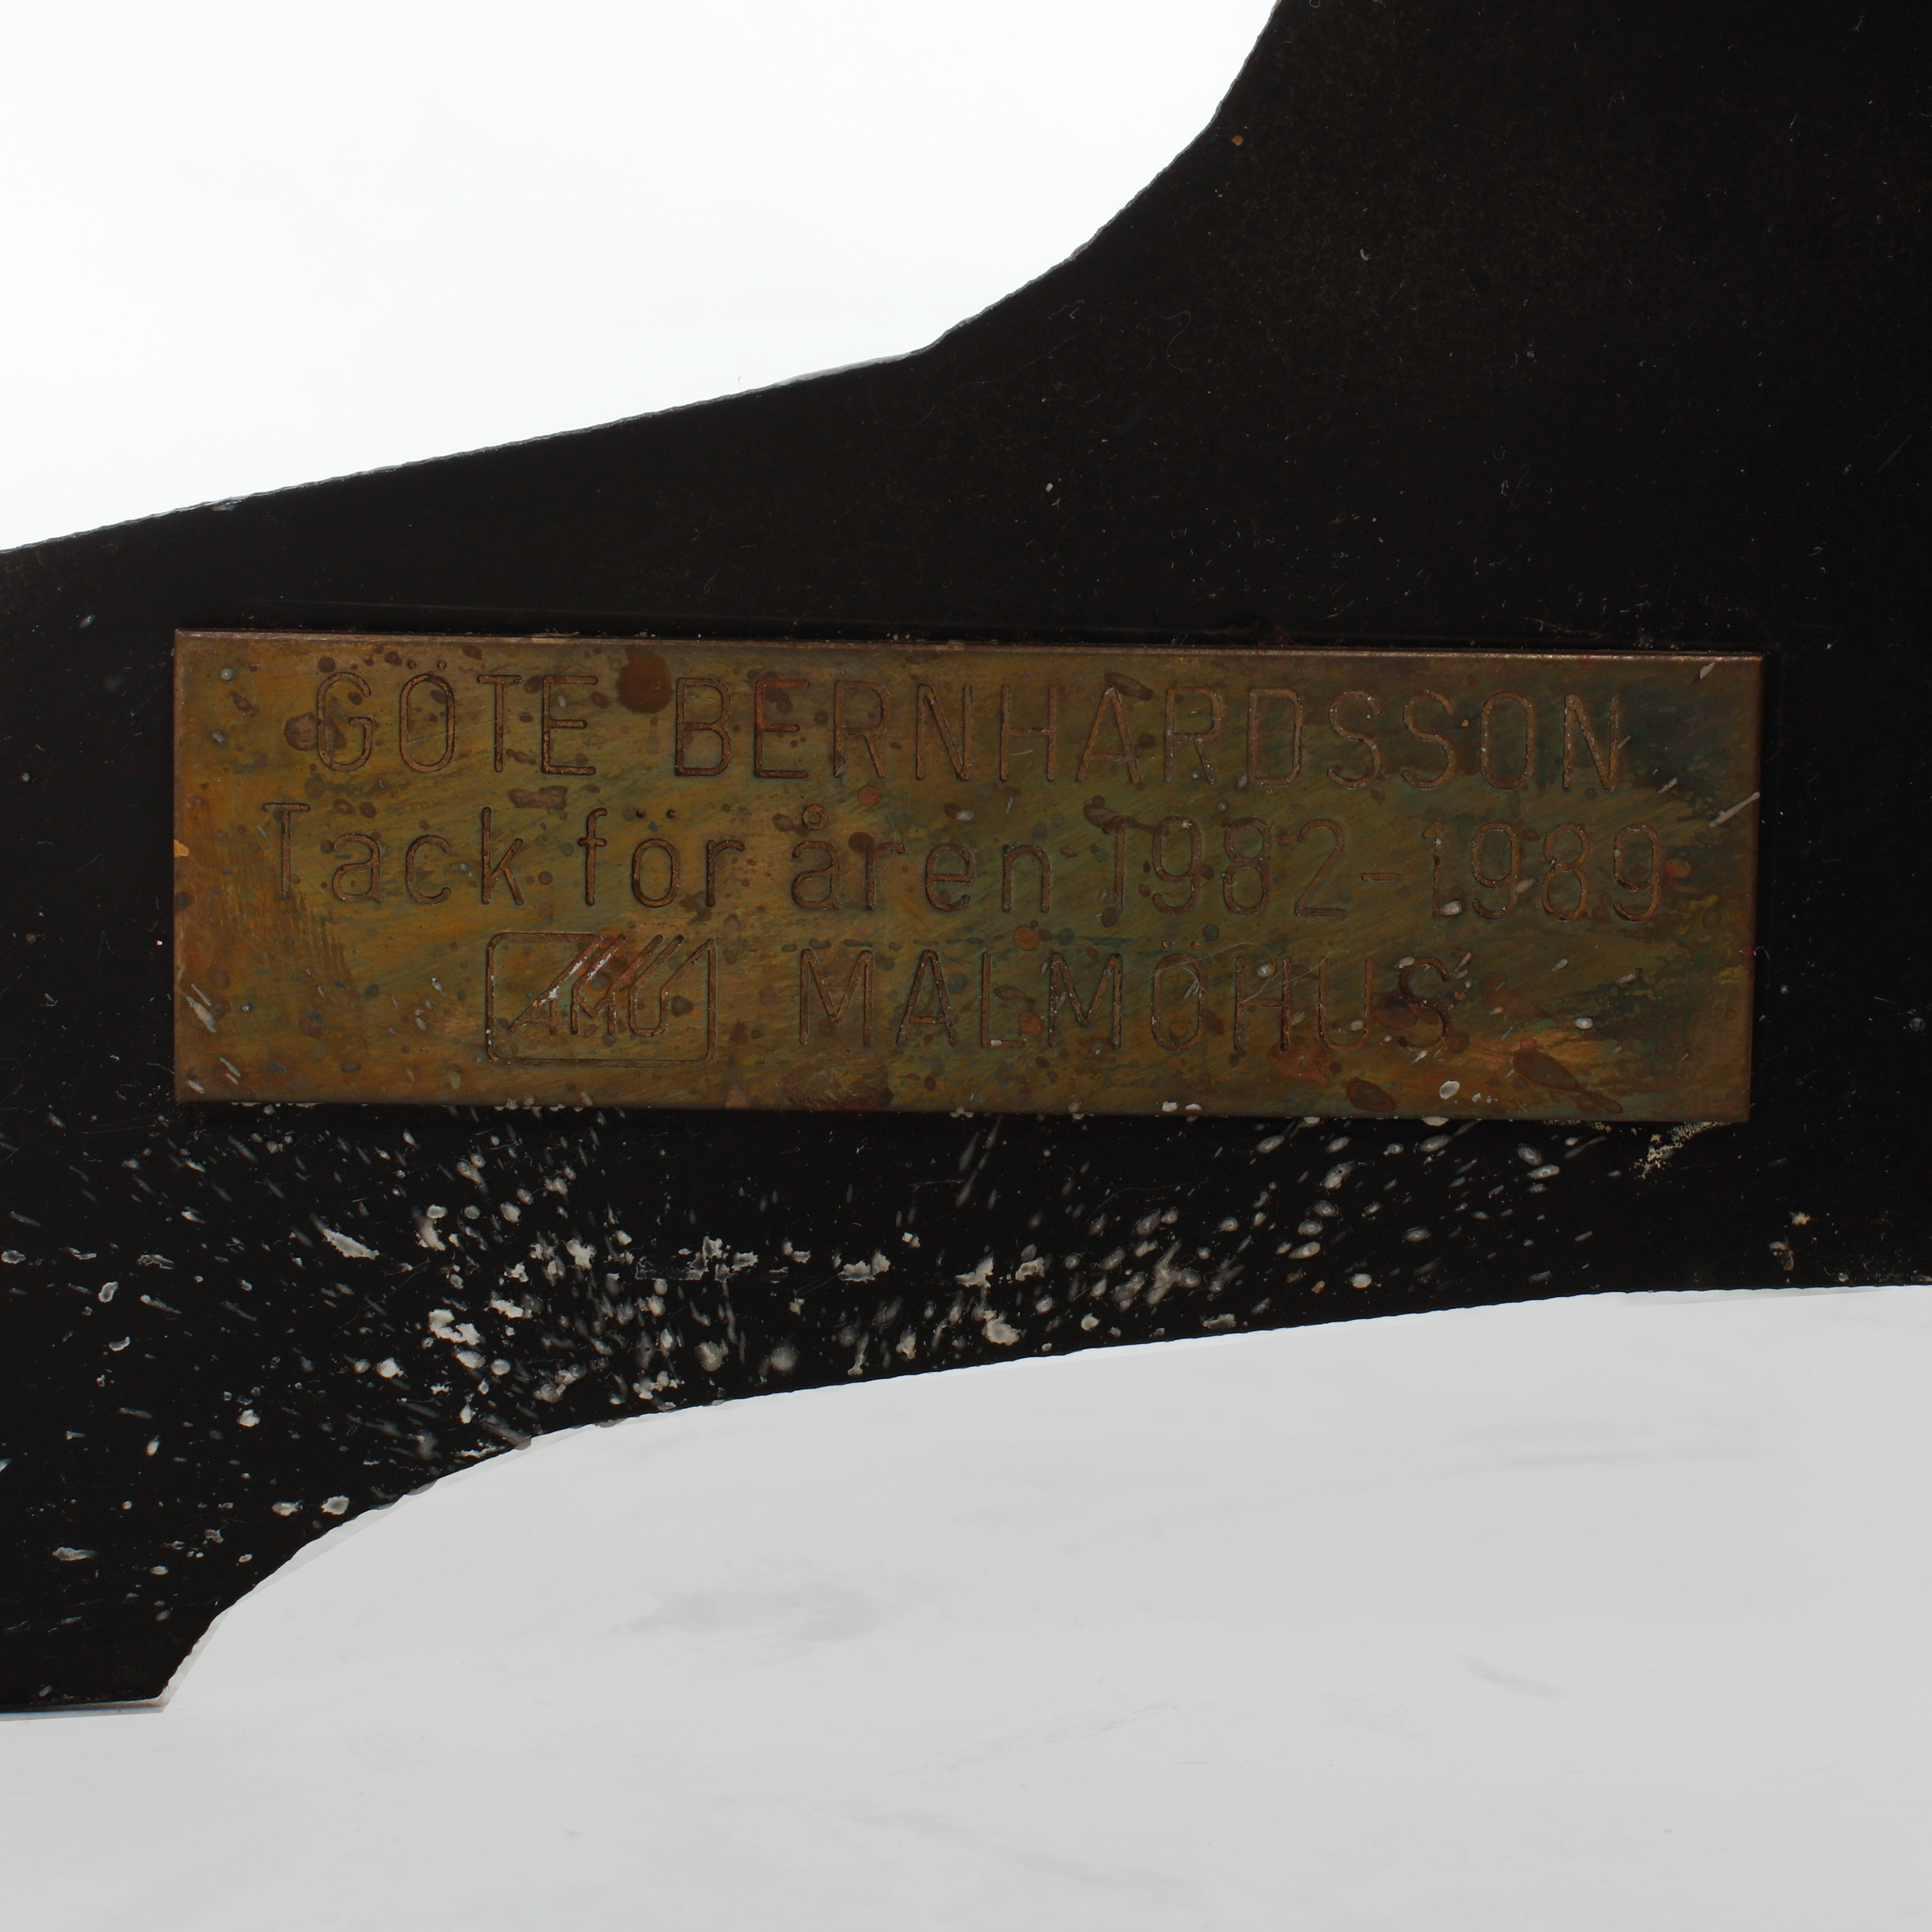 GÖTE BERNHARDSSON
Tack för åren 1982-1989
AMU MALMÖHUS